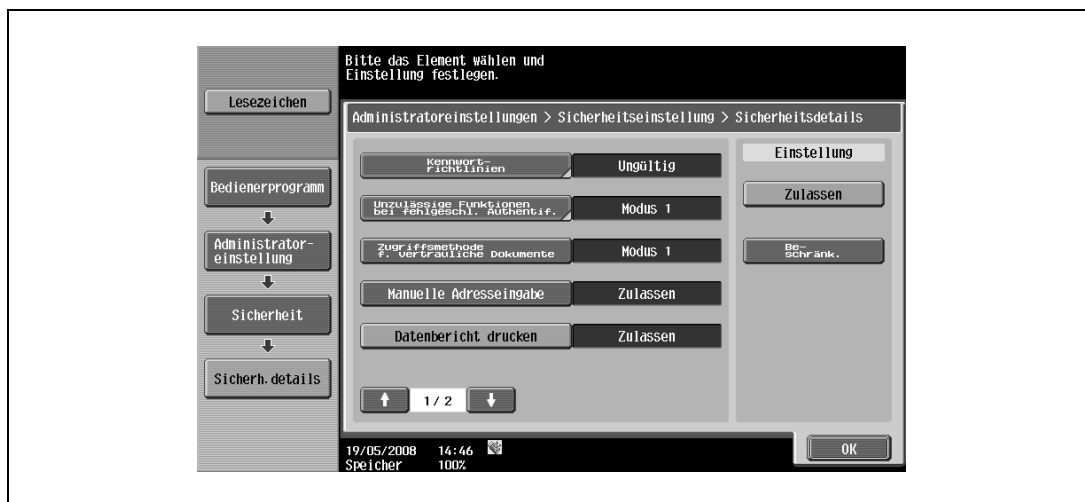 Bitte das Element wählen und
Einstellung festlegen.
Lesezeichen
Administratoreinstellungen > Sicherheitseinstellung > Sicherheitsdetails
Kennwort-
richtlinien
Ungültig
Unzulässige Funktionen
bei fehlgeschl. Authentif.
Modus 1
Zugriffsmethode
f. vertrauliche Dokumente
Modus 1
Manuelle Adresseingabe
Zulassen
Datenbericht drucken
Zulassen
1/2
Einstellung
Zulassen
Be-
schränk.
Bedienerprogramm
Administrator-
einstellung
Sicherheit
Sicherh.details
19/05/2008 14:46
Speicher 100%
OK